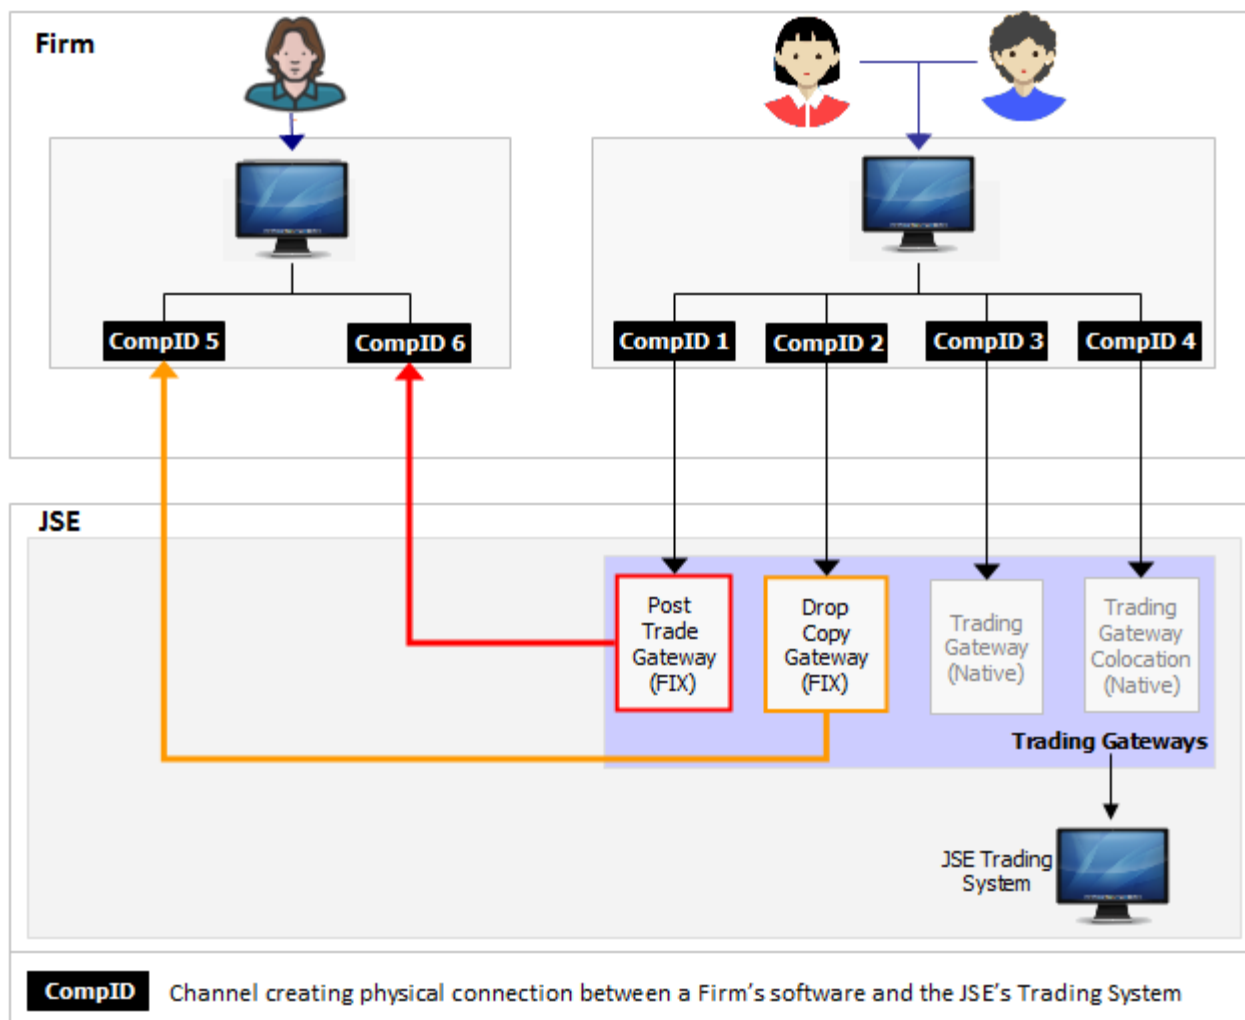 Firm
CompID 5
CompID 6
CompID 1
CompID 2
CompID 3
CompID 4
JSE
Post
Trade
Gateway
(FIX)
Drop
Copy
Gateway
(FIX)
Trading
Gateway
(Native)
Trading
Gateway
Colocation
(Native)
Trading Gateways
JSE Trading
System
CompID Channel creating physical connection between a Firm's software and the JSE's Trading System